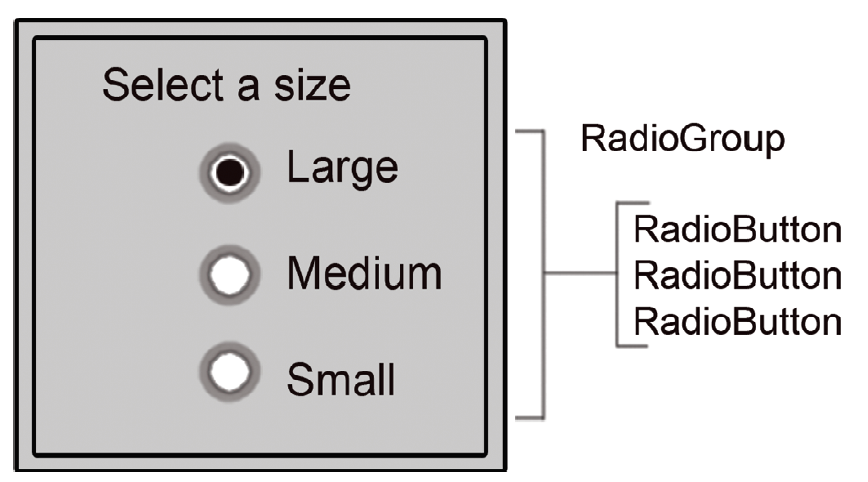 Select a size
Large
Medium
Small
RadioGroup
RadioButton
RadioButton
RadioButton